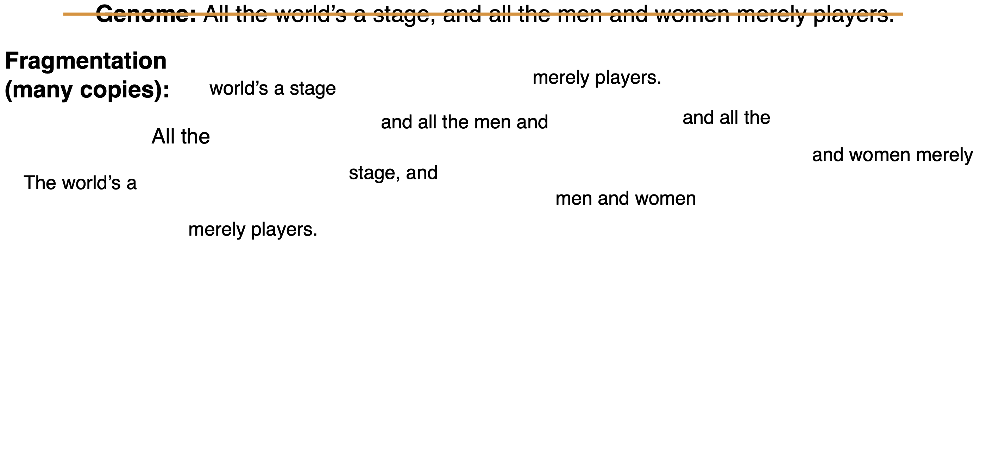 Genome: All the world’s a stage, and all the men and women merely players.
Fragmentation
(many copies):
merely players.
world’s a stage
and all the men and
and all the
All the
and women merely
stage, and
The world’s a
men and women
merely players.